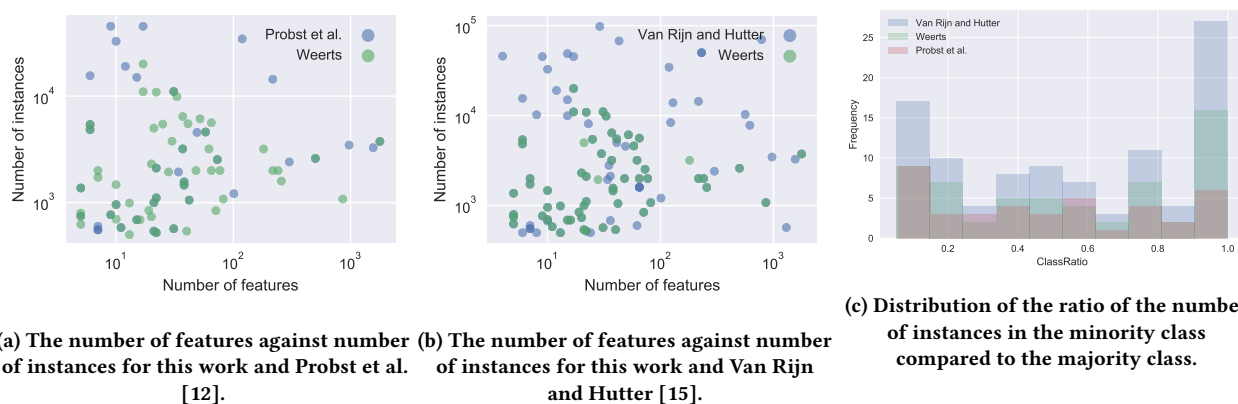 Number of instances
10^4
10^3
10^1
10^2
10^3
Number of features
Probst et al.
Weerts
(a) The number of features against number
of instances for this work and Probst et al.
[12].
Number of instances
10^5
10^4
10^3
10^1
10^2
10^3
Number of features
Van Rijn and Hutter
Weerts
(b) The number of features against number
of instances for this work and Van Rijn
and Hutter [15].
Van Rijn and Hutter
Weerts
Probst et al.
Frequency
25
20
15
10
5
0
0.2
0.4
0.6
0.8
1.0
ClassRatio
(c) Distribution of the ratio of the numbe
of instances in the minority class
compared to the majority class.